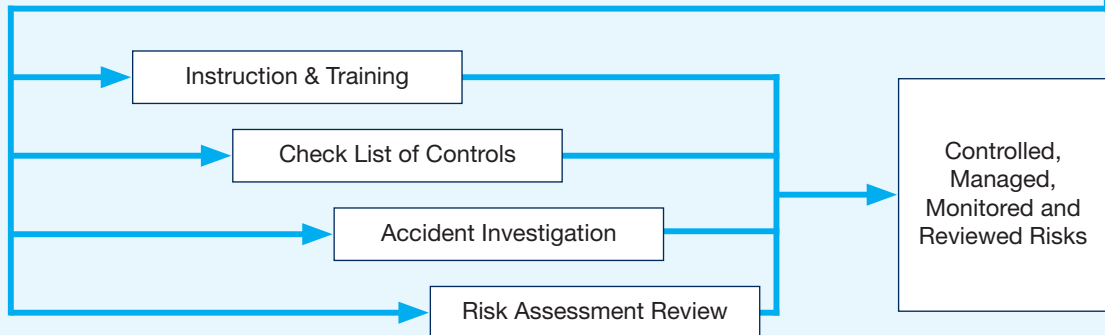 Instruction & Training
Check List of Controls
Accident Investigation
Risk Assessment Review
Controlled,
Managed,
Monitored and
Reviewed Risks